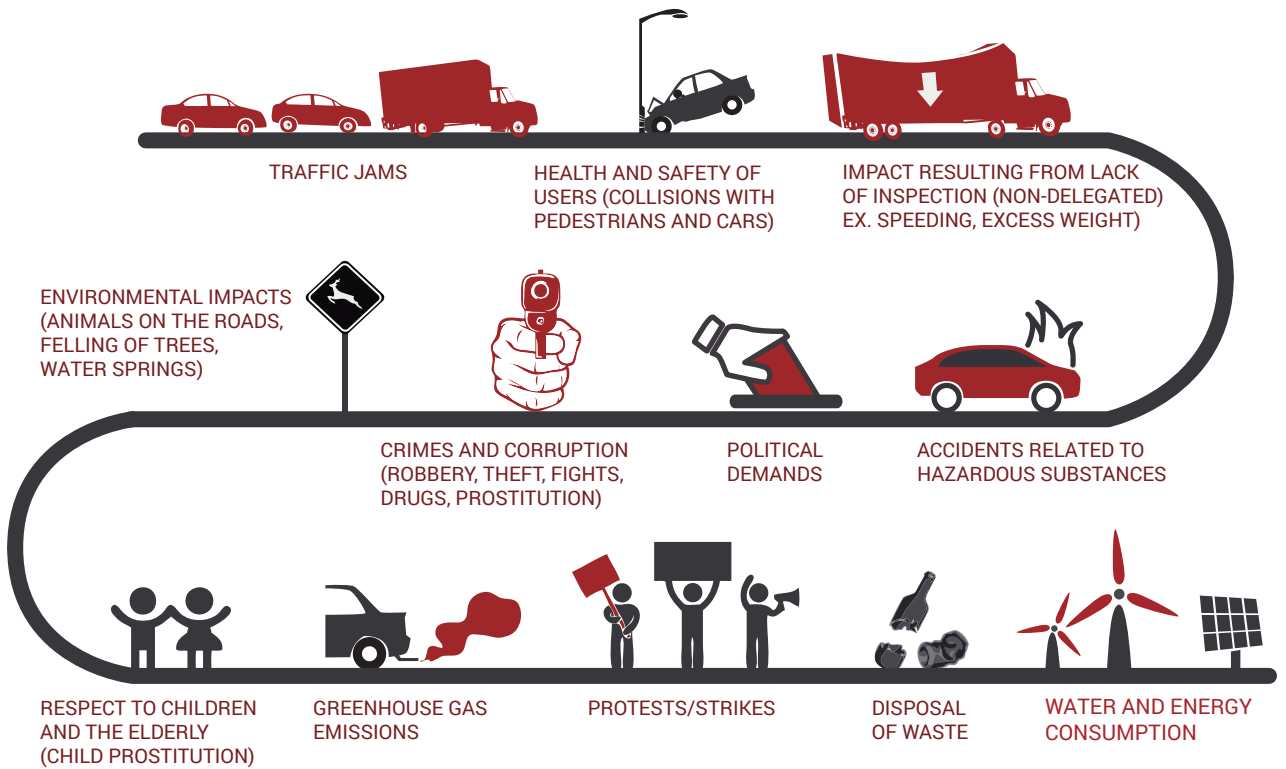 TRAFFIC JAMS
HEALTH AND SAFETY OF
USERS (COLLISIONS WITH
PEDESTRIANS AND CARS)
IMPACT RESULTING FROM LACK
OF INSPECTION (NON-DELEGATED)
EX. SPEEDING, EXCESS WEIGHT)
ENVIRONMENTAL IMPACTS
(ANIMALS ON THE ROADS,
FELLING OF TREES,
WATER SPRINGS)
CRIMES AND CORRUPTION
(ROBBERY, THEFT, FIGHTS,
DRUGS, PROSTITUTION)
POLITICAL
DEMANDS
ACCIDENTS RELATED TO
HAZARDOUS SUBSTANCES
RESPECT TO CHILDREN
AND THE ELDERLY
(CHILD PROSTITUTION)
GREENHOUSE GAS
EMISSIONS
PROTESTS/STRIKES
DISPOSAL
OF WASTE
WATER AND ENERGY
CONSUMPTION